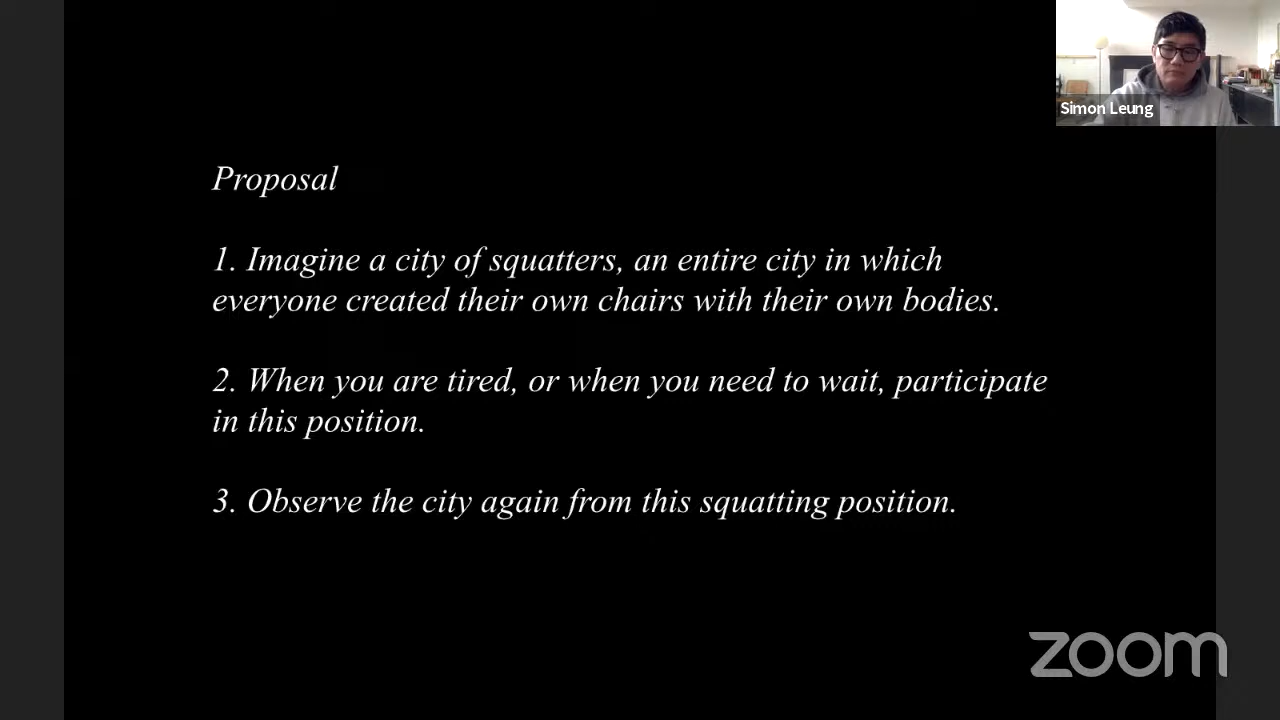 Simon Leung
Proposal
1. Imagine a city of squatters, an entire city in which
everyone created their own chairs with their own bodies.
2. When you are tired, or when you need to wait, participate
in this position.
3. Observe the city again from this squatting position.
zoom